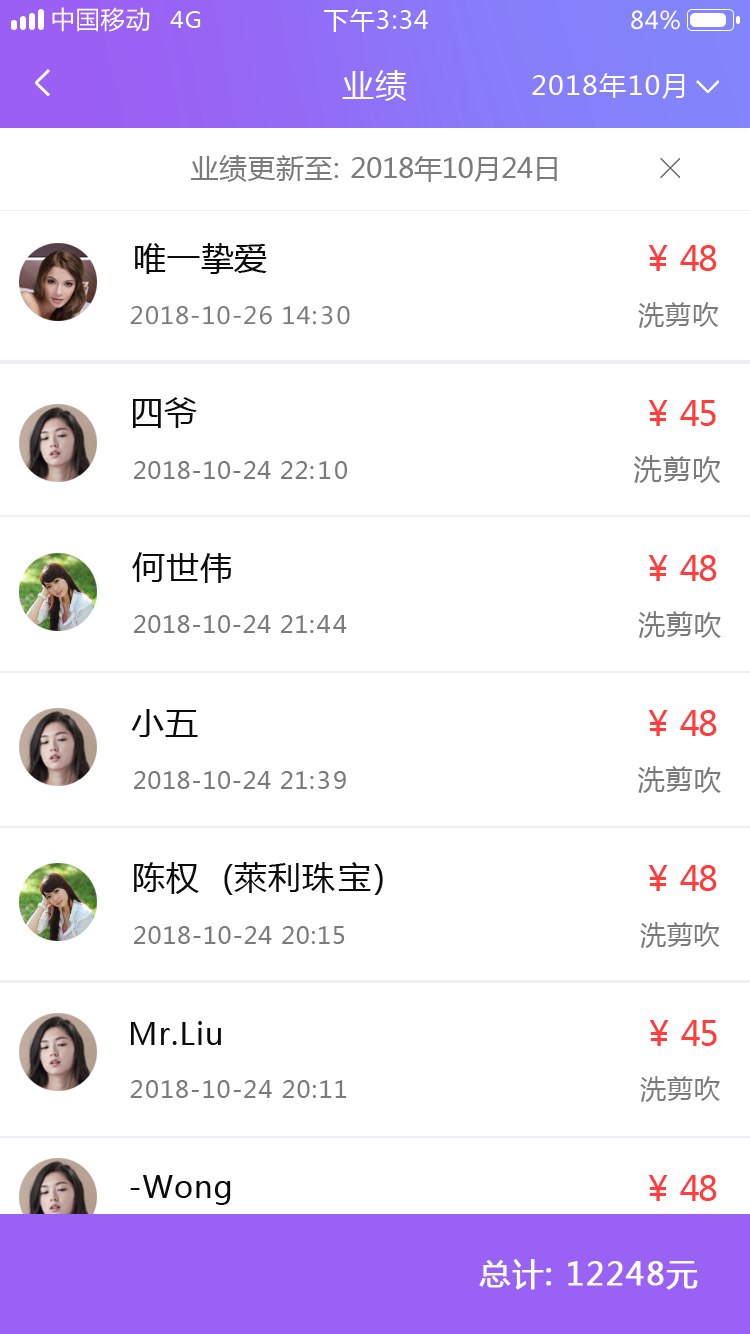 中国移动 4G 下午3:34 84%
业绩 2018年10月
业绩更新至: 2018年10月24日
唯一挚爱 ¥ 48
2018-10-26 14:30 洗剪吹
四爷 ¥ 45
2018-10-24 22:10 洗剪吹
何世伟 ¥ 48
2018-10-24 21:44 洗剪吹
小五 ¥ 48
2018-10-24 21:39 洗剪吹
陈权（萊利珠宝） ¥ 48
2018-10-24 20:15 洗剪吹
Mr.Liu ¥ 45
2018-10-24 20:11 洗剪吹
-Wong ¥ 48
总计: 12248元